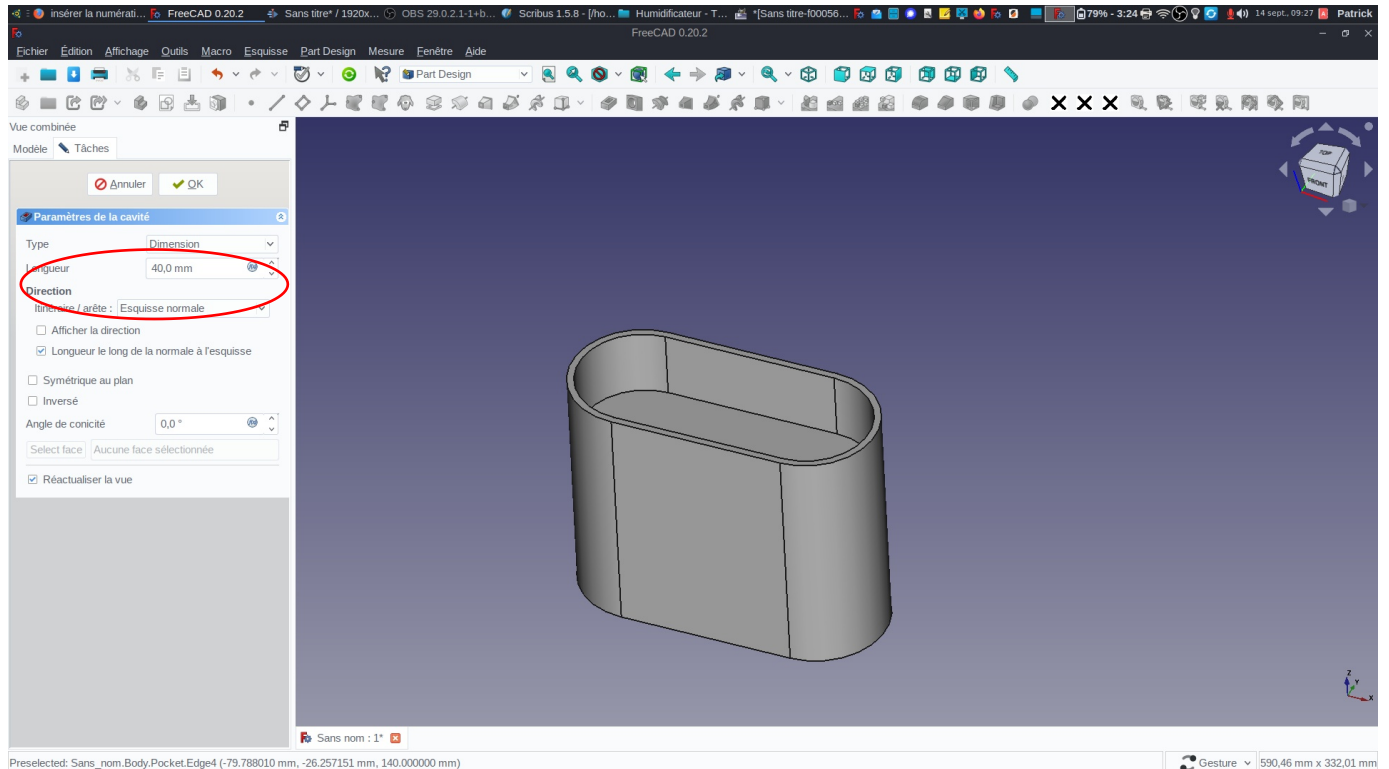 insérer la numérati... FreeCAD 0.20.2 Sans titre* / 1920x... OBS 29.0.2.1-1+b... Scribus 1.5.8 - [/ho... Humidificateur - T... *[Sans titre-f00056... 79% - 3:24 14 sept., 09:27 Patrick
FreeCAD 0.20.2
Fichier Édition Affichage Outils Macro Esquisse Part Design Mesure Fenêtre Aide
Part Design
Vue combinée
Modèle Tâches
Annuler OK
Paramètres de la cavité
Type Dimension
Longueur 40,0 mm
Direction
Itinéraire / arête : Esquisse normale
Afficher la direction
Longueur le long de la normale à l'esquisse
Symétrique au plan
Inversé
Angle de conicité 0,0 °
Select face Aucune face sélectionnée
Réactualiser la vue
TOP
FRONT
Z
Y
X
Sans nom : 1*
Preselected: Sans_nom.Body.Pocket.Edge4 (-79.788010 mm, -26.257151 mm, 140.000000 mm) Gesture 590,46 mm x 332,01 mm